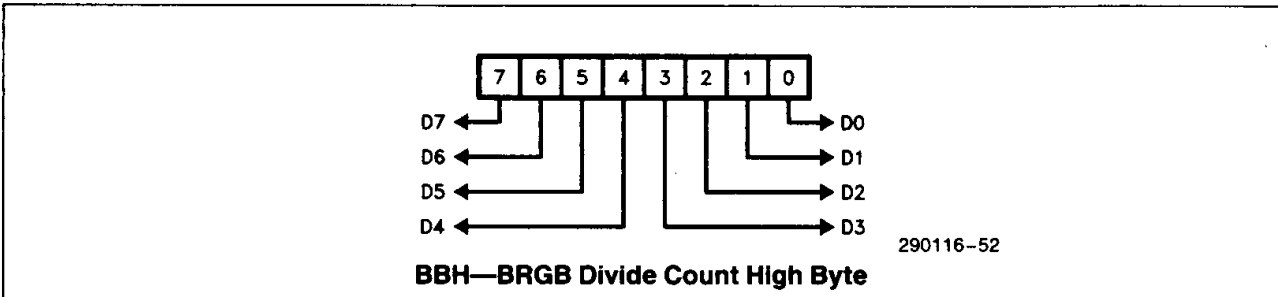 7 6 5 4 3 2 1 0
D7 D0
D6 D1
D5 D2
D4 D3
290116-52
BBH—BRGB Divide Count High Byte